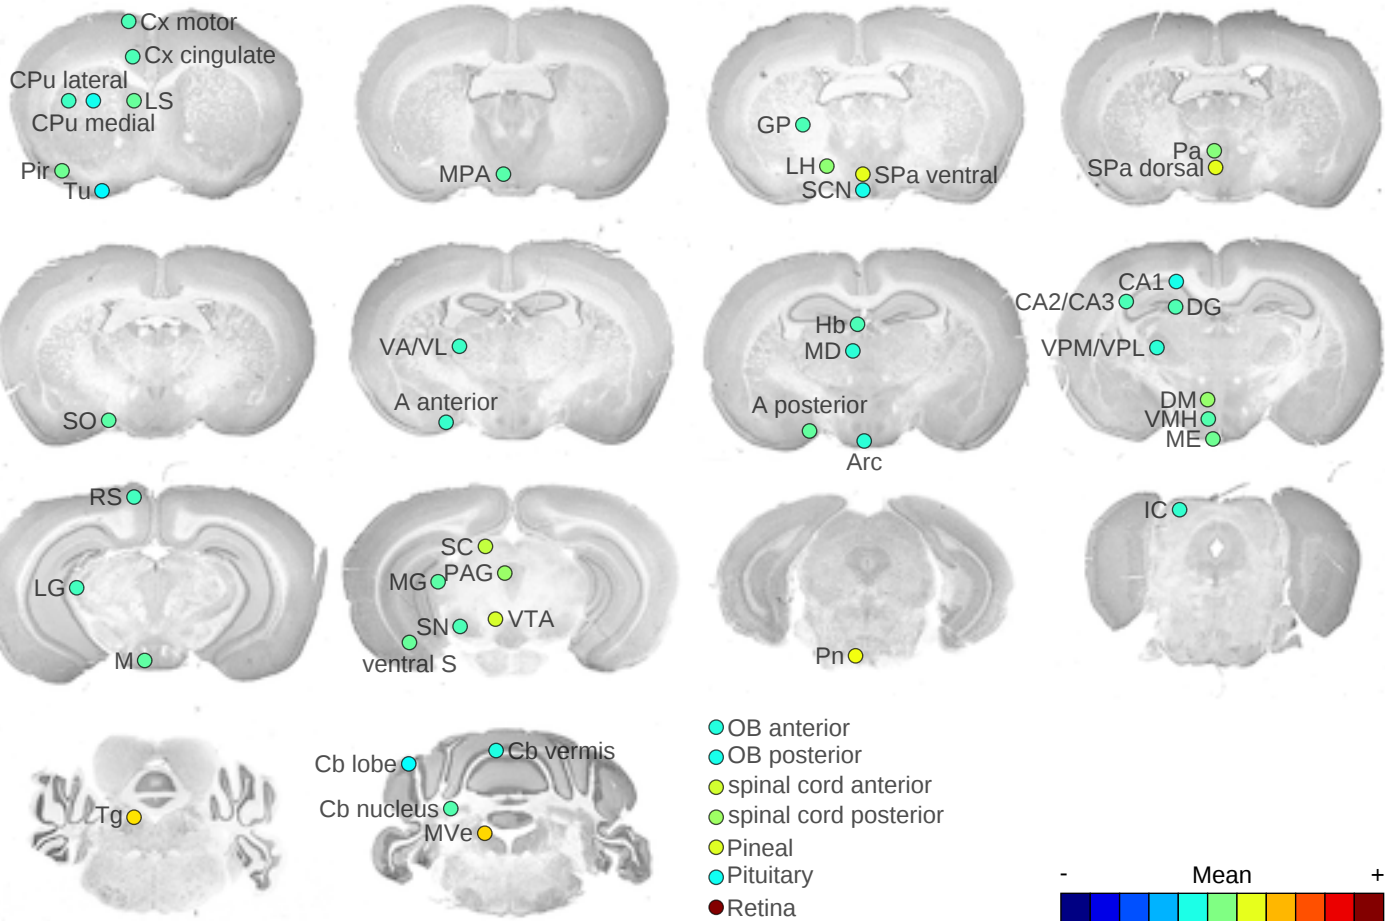 Cx motor
Cx cingulate
CPu lateral
LS
CPu medial
Pir
Tu
MPA
GP
LH
SPa ventral
SCN
Pa
SPa dorsal
SO
VA/VL
A anterior
Hb
MD
A posterior
Arc
CA1
CA2/CA3
DG
VPM/VPL
DM
VMH
ME
RS
LG
M
SC
MG
PAG
SN
VTA
ventral S
Pn
IC
Tg
Cb lobe
Cb vermis
Cb nucleus
MVe
OB anterior
OB posterior
spinal cord anterior
spinal cord posterior
Pineal
Pituitary
Retina
- Mean +